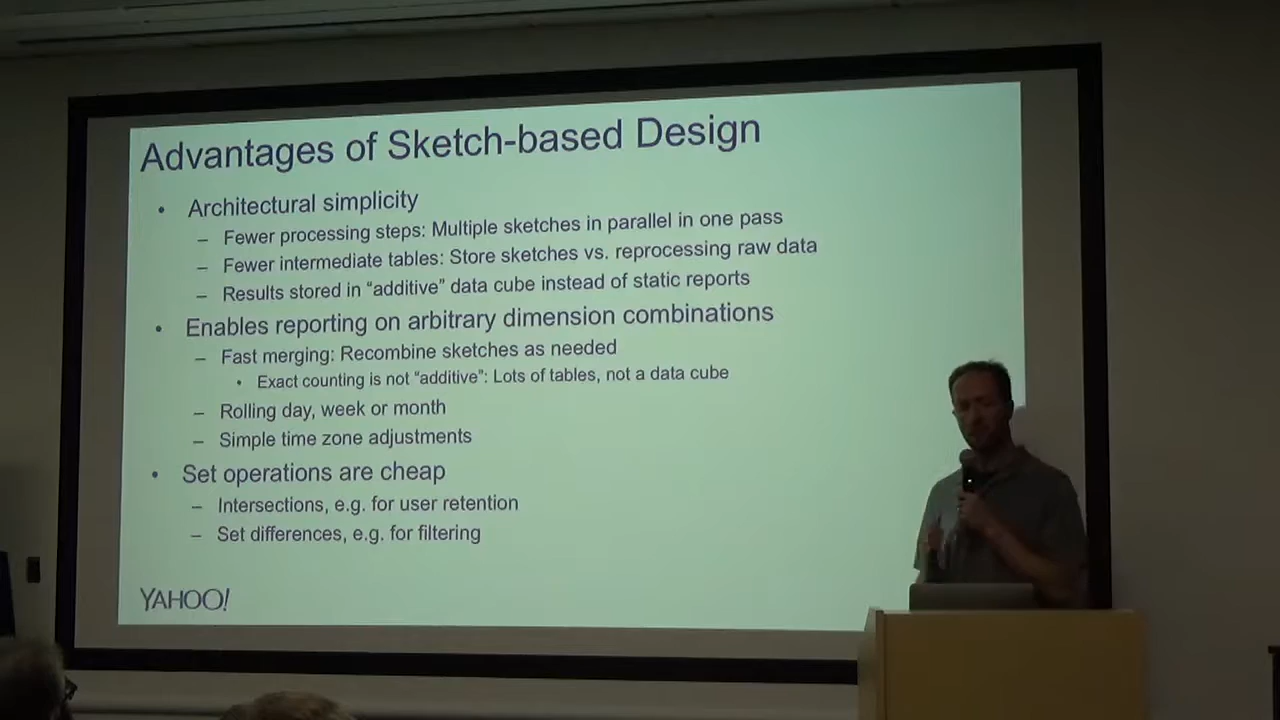 Advantages of Sketch-based Design
• Architectural simplicity
– Fewer processing steps: Multiple sketches in parallel in one pass
– Fewer intermediate tables: Store sketches vs. reprocessing raw data
– Results stored in “additive” data cube instead of static reports
• Enables reporting on arbitrary dimension combinations
– Fast merging: Recombine sketches as needed
• Exact counting is not “additive”: Lots of tables, not a data cube
– Rolling day, week or month
– Simple time zone adjustments
• Set operations are cheap
– Intersections, e.g. for user retention
– Set differences, e.g. for filtering
YAHOO!